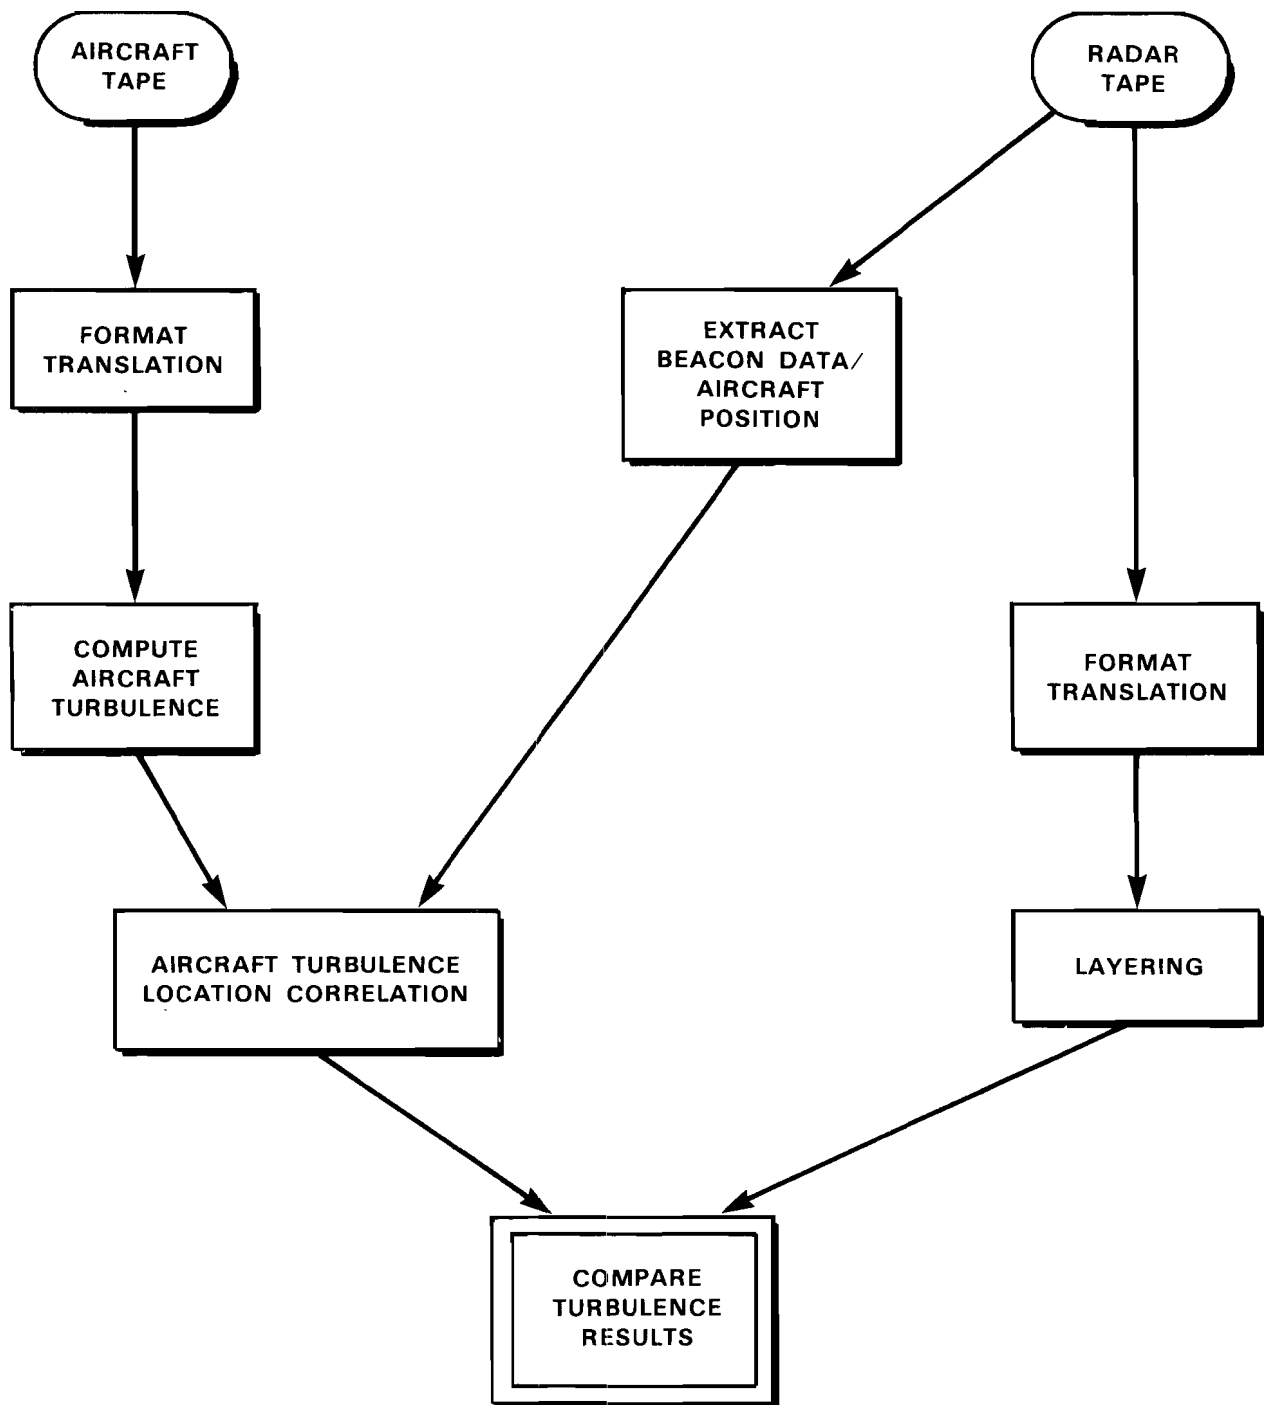 AIRCRAFT
TAPE
RADAR
TAPE
FORMAT
TRANSLATION
EXTRACT
BEACON DATA/
AIRCRAFT
POSITION
COMPUTE
AIRCRAFT
TURBULENCE
FORMAT
TRANSLATION
AIRCRAFT TURBULENCE
LOCATION CORRELATION
LAYERING
COMPARE
TURBULENCE
RESULTS